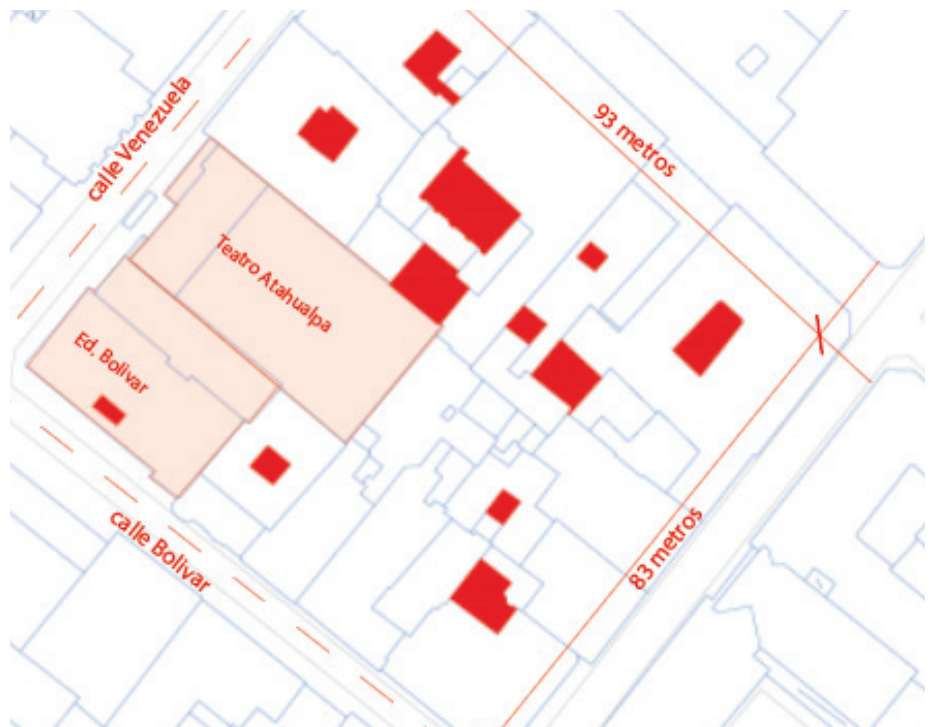 calle Venezuela
93 metros
Teatro Atahualpa
Ed. Bolivar
calle Bolivar
83 metros